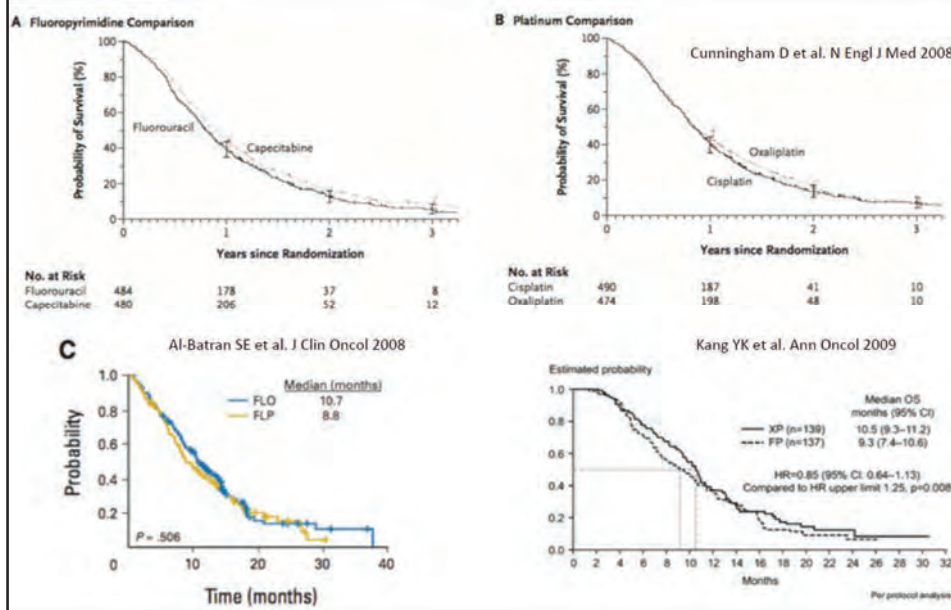 A Fluoropyrimidine Comparison
Probability of Survival (%)
100
80
60
40
20
0
Fluorouracil
Capecitabine
0 1 2 3
Years since Randomization
No. at Risk
Fluorouracil 484 178 37 8
Capecitabine 480 206 52 12
B Platinum Comparison
Cunningham D et al. N Engl J Med 2008
Probability of Survival (%)
100
80
60
40
20
0
Oxaliplatin
Cisplatin
0 1 2 3
Years since Randomization
No. at Risk
Cisplatin 490 187 41 10
Oxaliplatin 474 198 48 10
C
Al-Batran SE et al. J Clin Oncol 2008
Probability
1.0
0.8
0.6
0.4
0.2
Median (months)
FLO 10.7
FLP 8.8
P = .506
0 10 20 30 40
Time (months)
Kang YK et al. Ann Oncol 2009
Estimated probability
1.0
0.8
0.6
0.4
0.2
0.0
Median OS
months (95% CI)
XP (n=139) 10.5 (9.3–11.2)
FP (n=137) 9.3 (7.4–10.6)
HR=0.85 (95% CI: 0.64–1.13)
Compared to HR upper limit 1.25, p=0.008
0 2 4 6 8 10 12 14 16 18 20 22 24 26 28 30 32
Months
Per protocol analysis